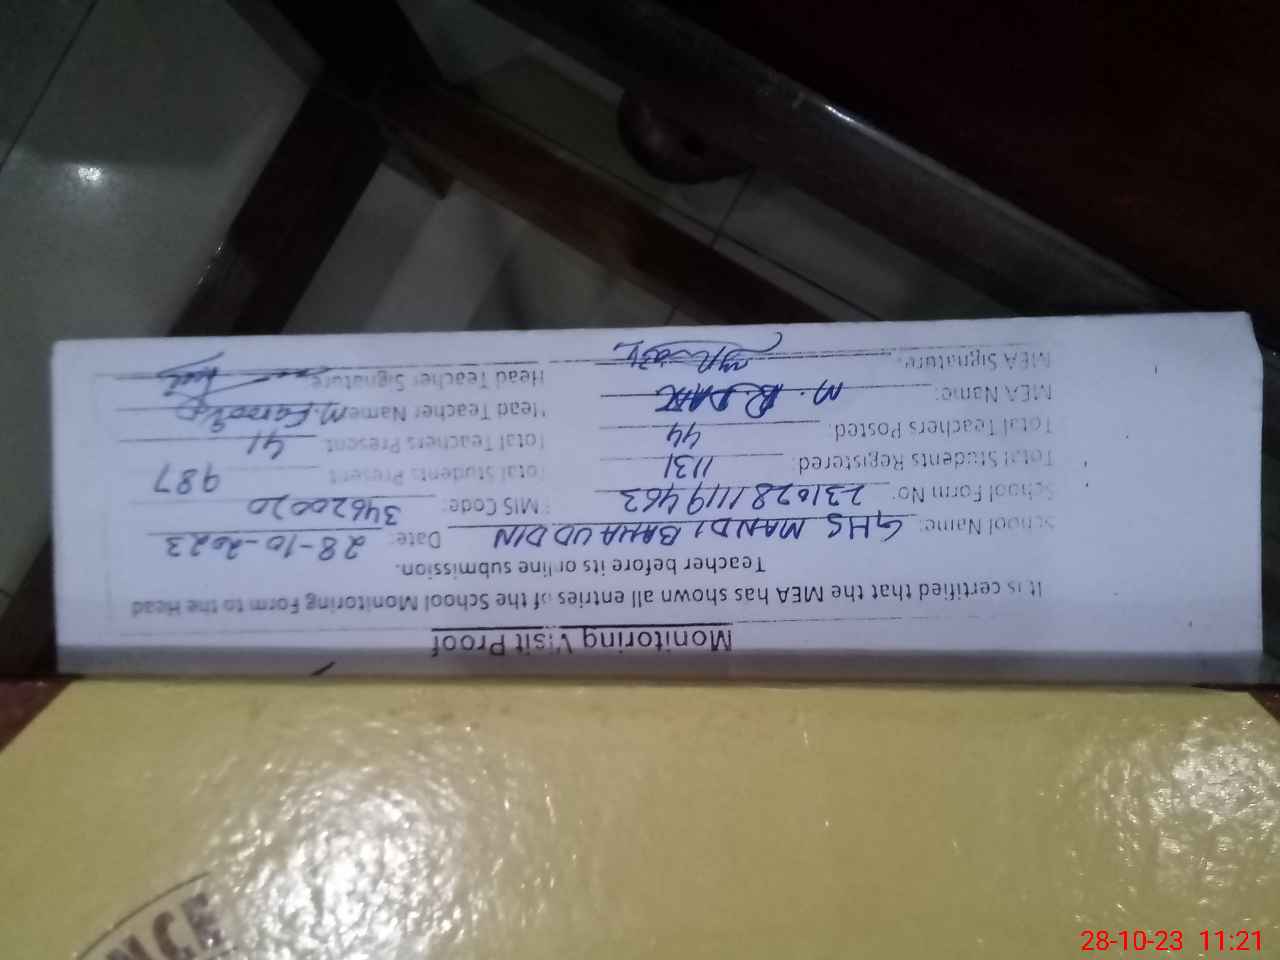 Monitoring Visit Proof
It is certified that the MEA has shown all entries of the School Monitoring Form to the Head
Teacher before its online submission.
School Name: GHS MANDI BAHAUDDIN Date: 28-10-2023
School Form No: 231028119463 EMIS Code: 34620020
Total Students Registered: 1131 Total Students Present 987
Total Teachers Posted: 44 Total Teachers Present 41
MEA Name: M. Head Teacher Name M. Farooq
MEA Signature: Head Teacher Signature:
NCE
28-10-23 11:21